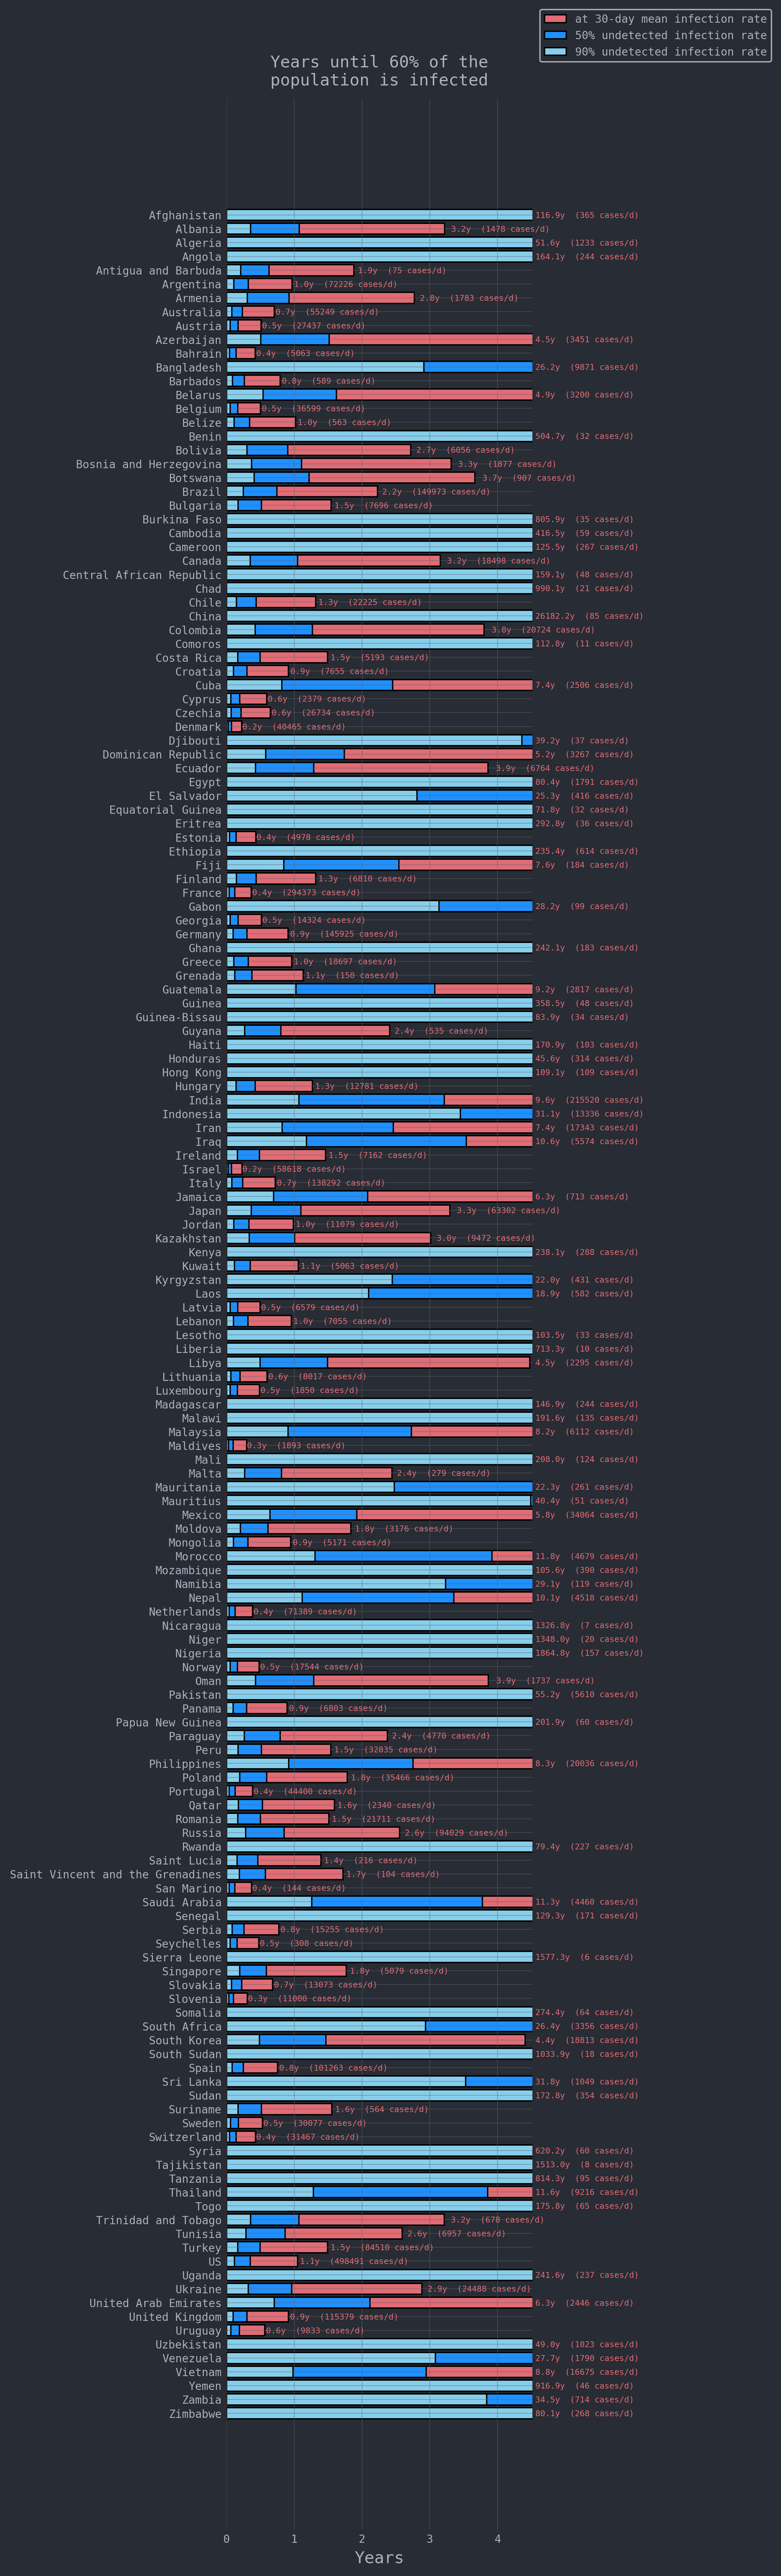 at 30-day mean infection rate
50% undetected infection rate
90% undetected infection rate
Years until 60% of the
population is infected
Afghanistan 116.9y (365 cases/d)
Albania 3.2y (1470 cases/d)
Algeria 51.6y (1233 cases/d)
Angola 164.1y (244 cases/d)
Antigua and Barbuda 1.9y (75 cases/d)
Argentina 1.0y (72226 cases/d)
Armenia 2.8y (1783 cases/d)
Australia 0.7y (55249 cases/d)
Austria 0.5y (27437 cases/d)
Azerbaijan 4.5y (3451 cases/d)
Bahrain 0.4y (5063 cases/d)
Bangladesh 26.2y (9871 cases/d)
Barbados 0.8y (589 cases/d)
Belarus 4.9y (3200 cases/d)
Belgium 0.5y (36599 cases/d)
Belize 1.0y (563 cases/d)
Benin 504.7y (32 cases/d)
Bolivia 2.7y (6056 cases/d)
Bosnia and Herzegovina 3.3y (1877 cases/d)
Botswana 3.7y (907 cases/d)
Brazil 2.2y (149973 cases/d)
Bulgaria 1.5y (7696 cases/d)
Burkina Faso 805.9y (35 cases/d)
Cambodia 416.5y (59 cases/d)
Cameroon 125.5y (267 cases/d)
Canada 3.2y (18498 cases/d)
Central African Republic 159.1y (48 cases/d)
Chad 990.1y (21 cases/d)
Chile 1.3y (22225 cases/d)
China 26182.2y (85 cases/d)
Colombia 3.8y (20724 cases/d)
Comoros 112.8y (11 cases/d)
Costa Rica 1.5y (5193 cases/d)
Croatia 0.9y (7655 cases/d)
Cuba 7.4y (2506 cases/d)
Cyprus 0.6y (2379 cases/d)
Czechia 0.6y (26734 cases/d)
Denmark 0.2y (40465 cases/d)
Djibouti 39.2y (37 cases/d)
Dominican Republic 5.2y (3267 cases/d)
Ecuador 3.9y (6764 cases/d)
Egypt 80.4y (1791 cases/d)
El Salvador 25.3y (416 cases/d)
Equatorial Guinea 71.8y (32 cases/d)
Eritrea 292.8y (36 cases/d)
Estonia 0.4y (4978 cases/d)
Ethiopia 235.4y (614 cases/d)
Fiji 7.6y (184 cases/d)
Finland 1.3y (6810 cases/d)
France 0.4y (294373 cases/d)
Gabon 28.2y (99 cases/d)
Georgia 0.5y (14324 cases/d)
Germany 0.9y (145925 cases/d)
Ghana 242.1y (183 cases/d)
Greece 1.0y (18697 cases/d)
Grenada 1.1y (150 cases/d)
Guatemala 9.2y (2817 cases/d)
Guinea 358.5y (48 cases/d)
Guinea-Bissau 83.9y (34 cases/d)
Guyana 2.4y (535 cases/d)
Haiti 170.9y (103 cases/d)
Honduras 45.6y (314 cases/d)
Hong Kong 109.1y (109 cases/d)
Hungary 1.3y (12781 cases/d)
India 9.6y (215520 cases/d)
Indonesia 31.1y (13336 cases/d)
Iran 7.4y (17343 cases/d)
Iraq 10.6y (5574 cases/d)
Ireland 1.5y (7162 cases/d)
Israel 0.2y (58618 cases/d)
Italy 0.7y (138292 cases/d)
Jamaica 6.3y (713 cases/d)
Japan 3.3y (63302 cases/d)
Jordan 1.0y (11079 cases/d)
Kazakhstan 3.0y (9472 cases/d)
Kenya 238.1y (288 cases/d)
Kuwait 1.1y (5063 cases/d)
Kyrgyzstan 22.0y (431 cases/d)
Laos 18.9y (582 cases/d)
Latvia 0.5y (6579 cases/d)
Lebanon 1.0y (7055 cases/d)
Lesotho 103.5y (33 cases/d)
Liberia 713.3y (10 cases/d)
Libya 4.5y (2295 cases/d)
Lithuania 0.6y (8017 cases/d)
Luxembourg 0.5y (1850 cases/d)
Madagascar 146.9y (244 cases/d)
Malawi 191.6y (135 cases/d)
Malaysia 8.2y (6112 cases/d)
Maldives 0.3y (1893 cases/d)
Mali 208.0y (124 cases/d)
Malta 2.4y (279 cases/d)
Mauritania 22.3y (261 cases/d)
Mauritius 40.4y (51 cases/d)
Mexico 5.8y (34064 cases/d)
Moldova 1.8y (3176 cases/d)
Mongolia 0.9y (5171 cases/d)
Morocco 11.8y (4679 cases/d)
Mozambique 105.6y (390 cases/d)
Namibia 29.1y (119 cases/d)
Nepal 10.1y (4518 cases/d)
Netherlands 0.4y (71389 cases/d)
Nicaragua 1326.8y (7 cases/d)
Niger 1348.0y (20 cases/d)
Nigeria 1864.8y (157 cases/d)
Norway 0.5y (17544 cases/d)
Oman 3.9y (1737 cases/d)
Pakistan 55.2y (5610 cases/d)
Panama 0.9y (6803 cases/d)
Papua New Guinea 201.9y (60 cases/d)
Paraguay 2.4y (4770 cases/d)
Peru 1.5y (32835 cases/d)
Philippines 8.3y (20036 cases/d)
Poland 1.8y (35466 cases/d)
Portugal 0.4y (44400 cases/d)
Qatar 1.6y (2340 cases/d)
Romania 1.5y (21711 cases/d)
Russia 2.6y (94029 cases/d)
Rwanda 79.4y (227 cases/d)
Saint Lucia 1.4y (216 cases/d)
Saint Vincent and the Grenadines 1.7y (104 cases/d)
San Marino 0.4y (144 cases/d)
Saudi Arabia 11.3y (4460 cases/d)
Senegal 129.3y (171 cases/d)
Serbia 0.8y (15255 cases/d)
Seychelles 0.5y (308 cases/d)
Sierra Leone 1577.3y (6 cases/d)
Singapore 1.8y (5079 cases/d)
Slovakia 0.7y (13073 cases/d)
Slovenia 0.3y (11000 cases/d)
Somalia 274.4y (64 cases/d)
South Africa 26.4y (3356 cases/d)
South Korea 4.4y (18813 cases/d)
South Sudan 1033.9y (18 cases/d)
Spain 0.8y (101263 cases/d)
Sri Lanka 31.8y (1049 cases/d)
Sudan 172.8y (354 cases/d)
Suriname 1.6y (564 cases/d)
Sweden 0.5y (30077 cases/d)
Switzerland 0.4y (31467 cases/d)
Syria 620.2y (60 cases/d)
Tajikistan 1513.0y (8 cases/d)
Tanzania 814.3y (95 cases/d)
Thailand 11.6y (9216 cases/d)
Togo 175.8y (65 cases/d)
Trinidad and Tobago 3.2y (678 cases/d)
Tunisia 2.6y (6957 cases/d)
Turkey 1.5y (84510 cases/d)
US 1.1y (498491 cases/d)
Uganda 241.6y (237 cases/d)
Ukraine 2.9y (24488 cases/d)
United Arab Emirates 6.3y (2446 cases/d)
United Kingdom 0.9y (115379 cases/d)
Uruguay 0.6y (9833 cases/d)
Uzbekistan 49.0y (1023 cases/d)
Venezuela 27.7y (1790 cases/d)
Vietnam 8.8y (16675 cases/d)
Yemen 916.9y (46 cases/d)
Zambia 34.5y (714 cases/d)
Zimbabwe 80.1y (268 cases/d)
0 1 2 3 4
Years